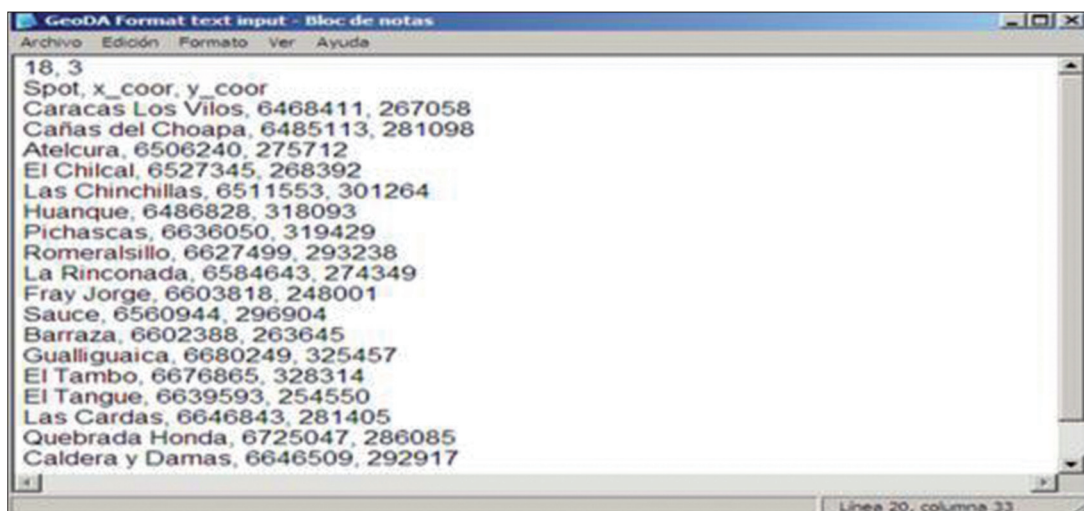 GeoDA Format text input - Bloc de notas
Archivo Edición Formato Ver Ayuda
18, 3
Spot, x_coor, y_coor
Caracas Los Vilos, 6468411, 267058
Cañas del Choapa, 6485113, 281098
Atelcura, 6506240, 275712
El Chilcal, 6527345, 268392
Las Chinchillas, 6511553, 301264
Huanque, 6486828, 318093
Pichascas, 6636050, 319429
Romeralsillo, 6627499, 293238
La Rinconada, 6584643, 274349
Fray Jorge, 6603818, 248001
Sauce, 6560944, 296904
Barraza, 6602388, 263645
Gualliguaica, 6680249, 325457
El Tambo, 6676865, 328314
El Tangue, 6639593, 254550
Las Cardas, 6646843, 281405
Quebrada Honda, 6725047, 286085
Caldera y Damas, 6646509, 292917
Línea 20, columna 33